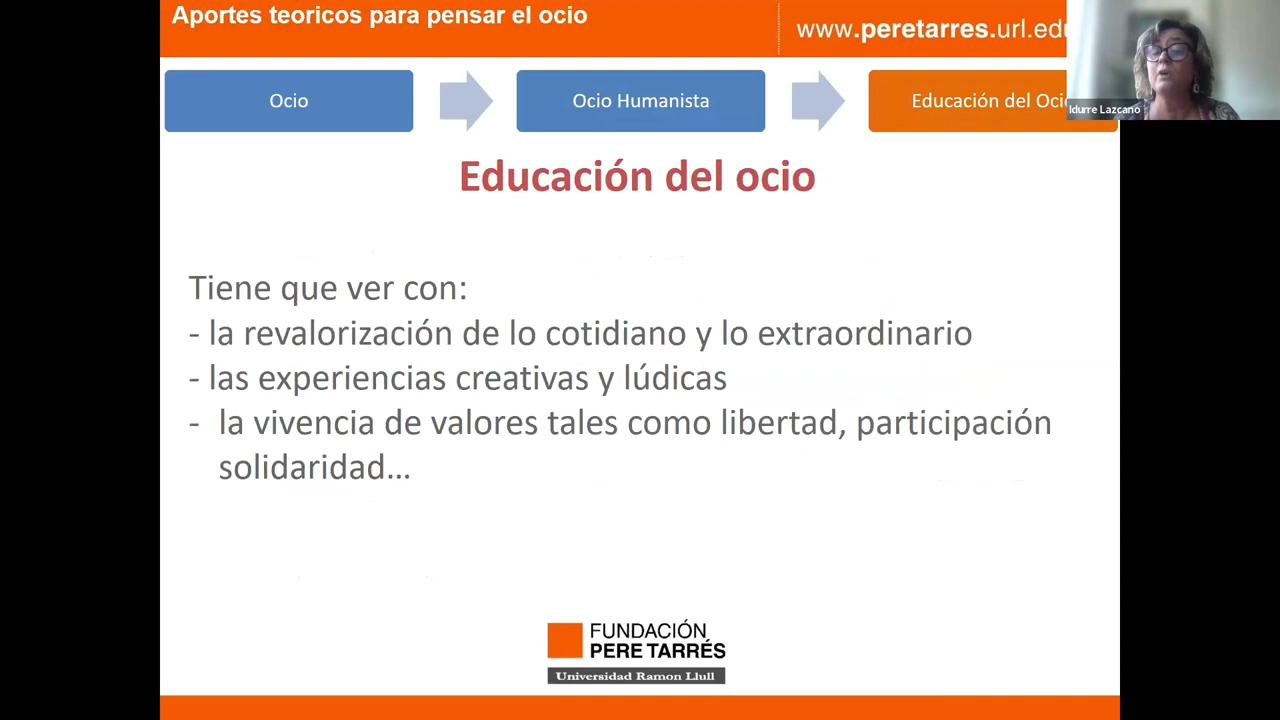 Aportes teoricos para pensar el ocio
www.peretarres.url.edu
Idurre Lazcano
Ocio
Ocio Humanista
Educación del Ocio
Educación del ocio
Tiene que ver con:
- la revalorización de lo cotidiano y lo extraordinario
- las experiencias creativas y lúdicas
- la vivencia de valores tales como libertad, participación
solidaridad...
FUNDACIÓN
PERE TARRÉS
Universidad Ramon Llull